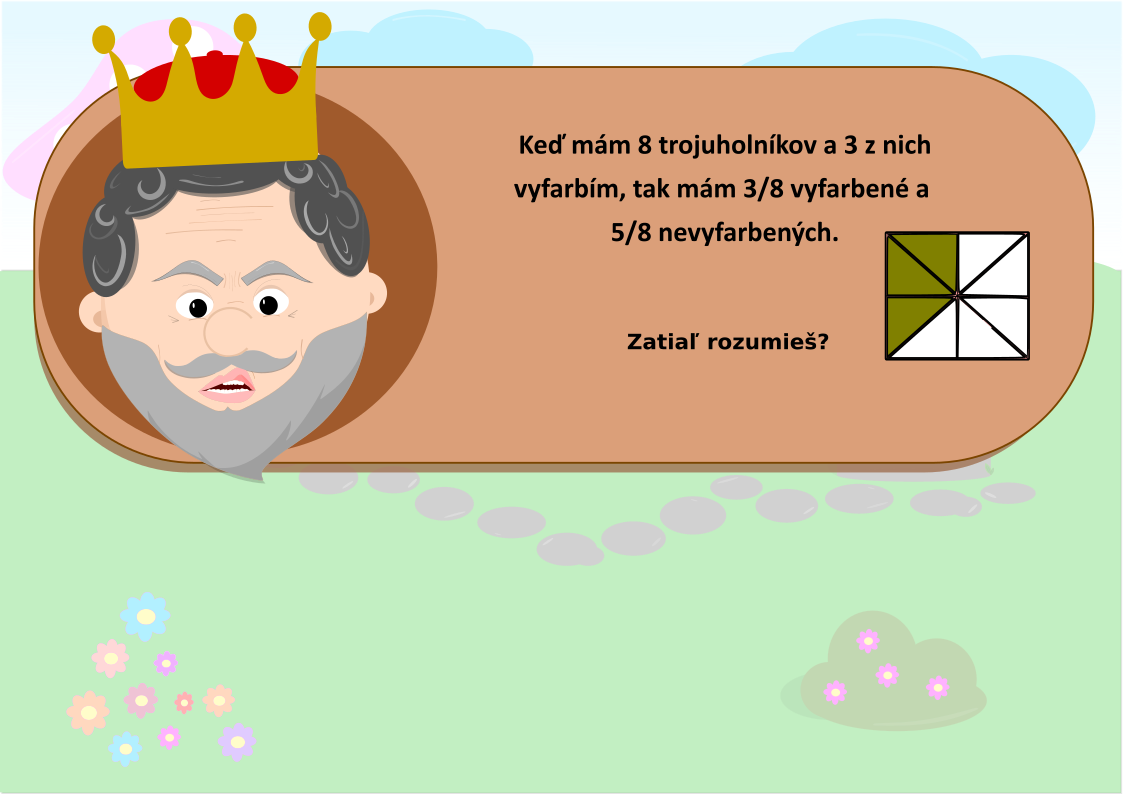 Keď mám 8 trojuholníkov a 3 z nich
vyfarbím, tak mám 3/8 vyfarbené a
5/8 nevyfarbených.
Zatiaľ rozumieš?